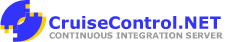 CruiseControl.NET
CONTINUOUS INTEGRATION SERVER